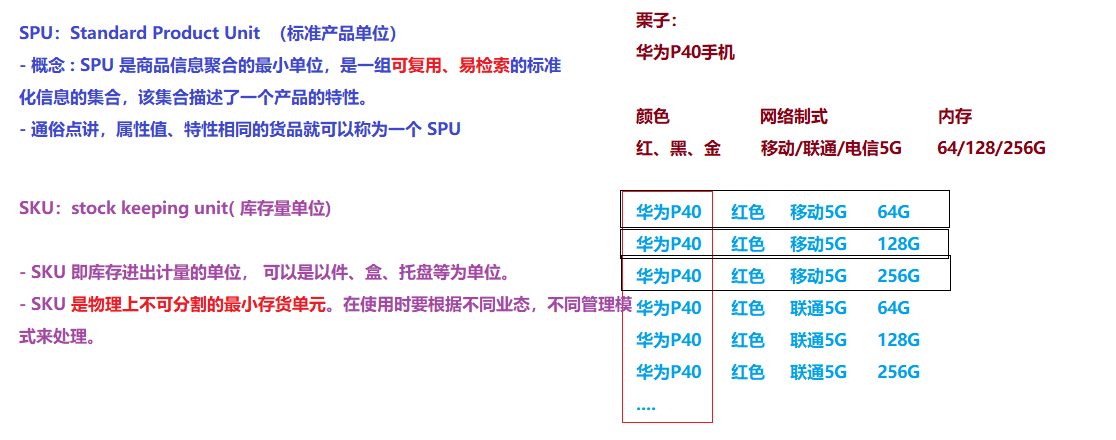 SPU：Standard Product Unit （标准产品单位）
- 概念 : SPU 是商品信息聚合的最小单位，是一组可复用、易检索的标准
化信息的集合，该集合描述了一个产品的特性。
- 通俗点讲，属性值、特性相同的货品就可以称为一个 SPU
SKU：stock keeping unit( 库存量单位)
- SKU 即库存进出计量的单位， 可以是以件、盒、托盘等为单位。
- SKU 是物理上不可分割的最小存货单元。在使用时要根据不同业态，不同管理模
式来处理。
栗子：
华为P40手机
颜色 网络制式 内存
红、黑、金 移动/联通/电信5G 64/128/256G
华为P40 红色 移动5G 64G
华为P40 红色 移动5G 128G
华为P40 红色 移动5G 256G
华为P40 红色 联通5G 64G
华为P40 红色 联通5G 128G
华为P40 红色 联通5G 256G
....